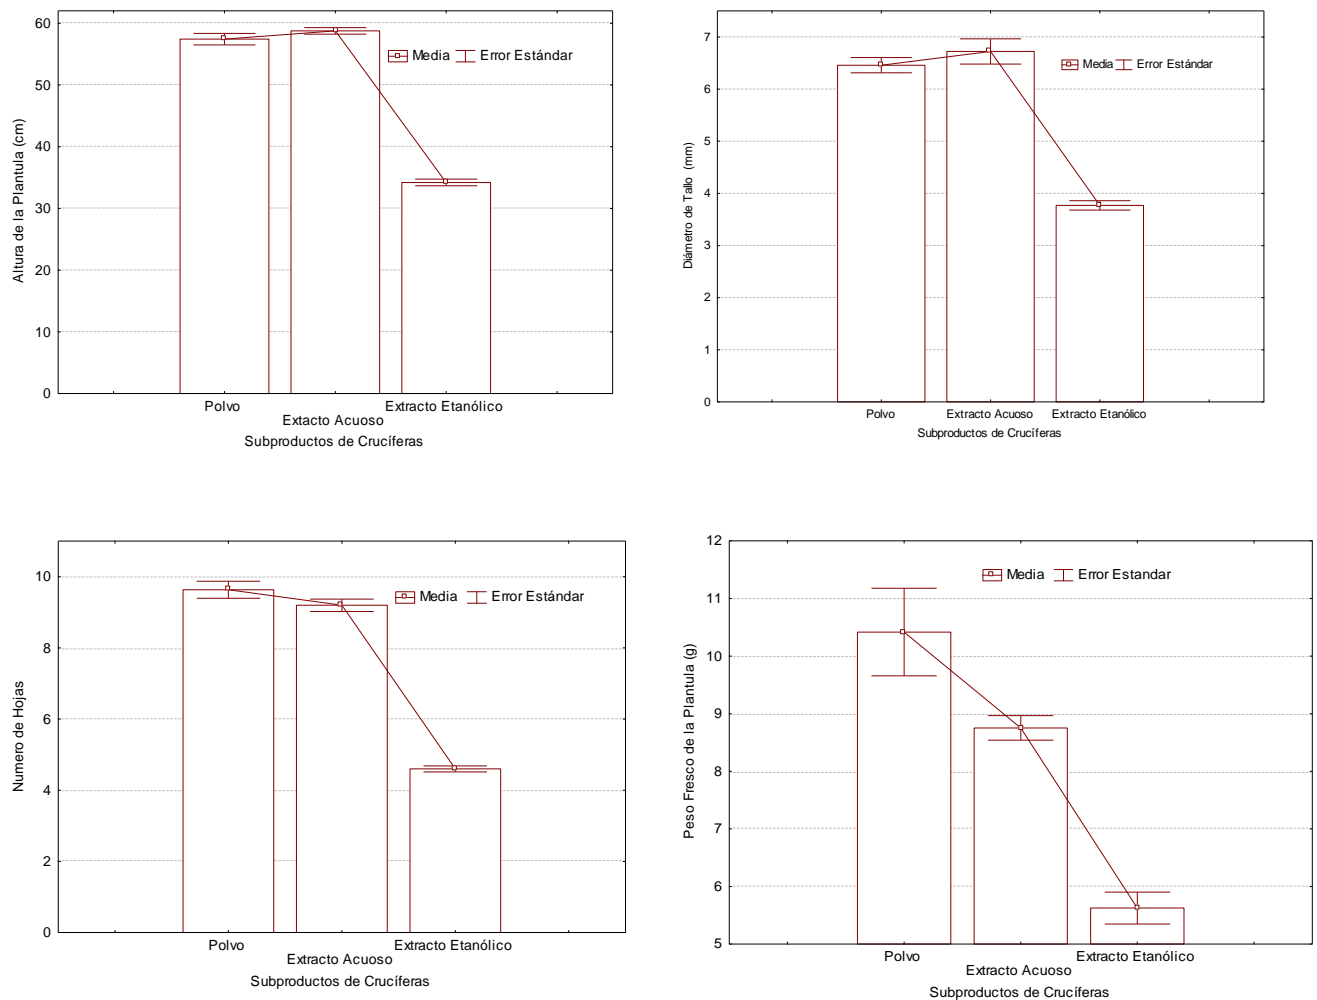 60
50
40
30
20
10
0
Altura de la Plantula (cm)
Media Error Estándar
Polvo Extracto Etanólico
Extacto Acuoso
Subproductos de Crucíferas
7
6
5
4
3
2
1
0
Diámetro de Tallo (mm)
Media Error Estándar
Polvo Extracto Acuoso Extracto Etanólico
Subproductos de Crucíferas
10
8
6
4
2
0
Numero de Hojas
Media Error Estándar
Polvo Extracto Etanólico
Extracto Acuoso
Subproductos de Crucíferas
12
11
10
9
8
7
6
5
Peso Fresco de la Plantula (g)
Media Error Estandar
Polvo Extracto Etanólico
Extracto Acuoso
Subproductos de Crucíferas